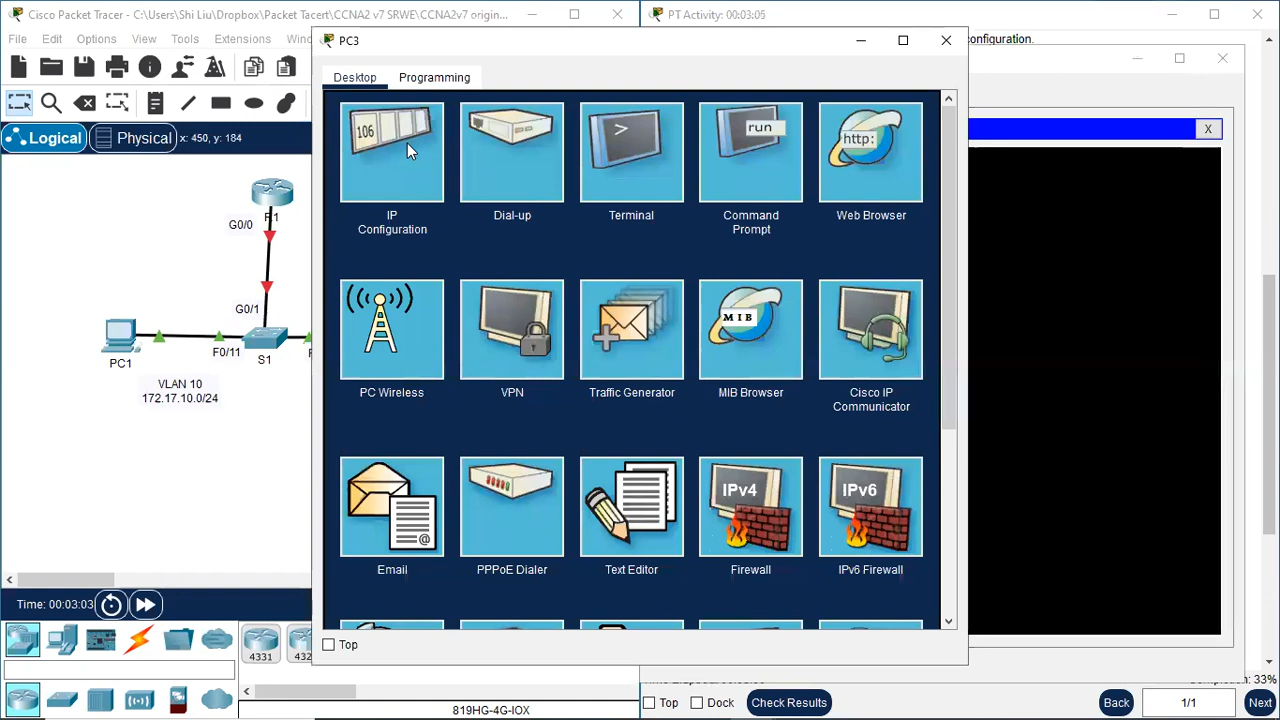 Cisco Packet Tracer - C:\Users\Shi Liu\Dropbox\Packet Tacert\CCNA2 v7 SRWE\CCNA2v7 origin...
PT Activity: 00:03:05
File Edit Options View Tools Extensions Wind
PC3
configuration.
Desktop
Programming
Logical
Physical
x: 450, y: 184
X
106
>
run
http:
IP
Configuration
Dial-up
Terminal
Command
Prompt
Web Browser
R1
G0/0
G0/1
F0/11
S1
F
PC1
VLAN 10
172.17.10.0/24
MIB
PC Wireless
VPN
Traffic Generator
MIB Browser
Cisco IP
Communicator
@
IPv4
IPv6
Email
PPPoE Dialer
Text Editor
Firewall
IPv6 Firewall
Time: 00:03:03
Top
4331
432
819HG-4G-IOX
Completion: 33%
Top
Dock
Check Results
Back
1/1
Next